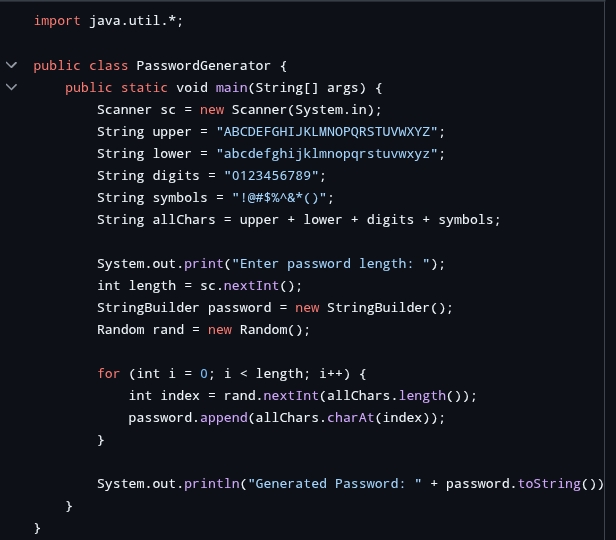 import java.util.*;
public class PasswordGenerator {
public static void main(String[] args) {
Scanner sc = new Scanner(System.in);
String upper = "ABCDEFGHIJKLMNOPQRSTUVWXYZ";
String lower = "abcdefghijklmnopqrstuvwxyz";
String digits = "0123456789";
String symbols = "!@#$%^&*()";
String allChars = upper + lower + digits + symbols;
System.out.print("Enter password length: ");
int length = sc.nextInt();
StringBuilder password = new StringBuilder();
Random rand = new Random();
for (int i = 0; i < length; i++) {
int index = rand.nextInt(allChars.length());
password.append(allChars.charAt(index));
}
System.out.println("Generated Password: " + password.toString())
}
}